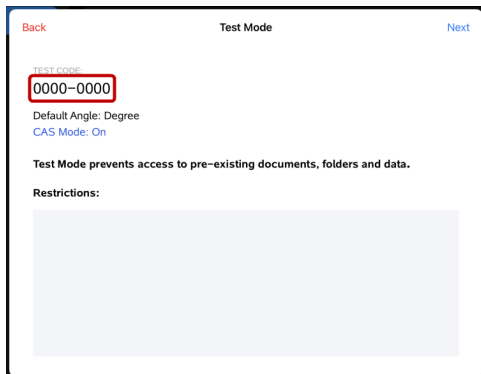 Back
Test Mode
Next
TEST CODE:
0000-0000
Default Angle: Degree
CAS Mode: On
Test Mode prevents access to pre-existing documents, folders and data.
Restrictions: